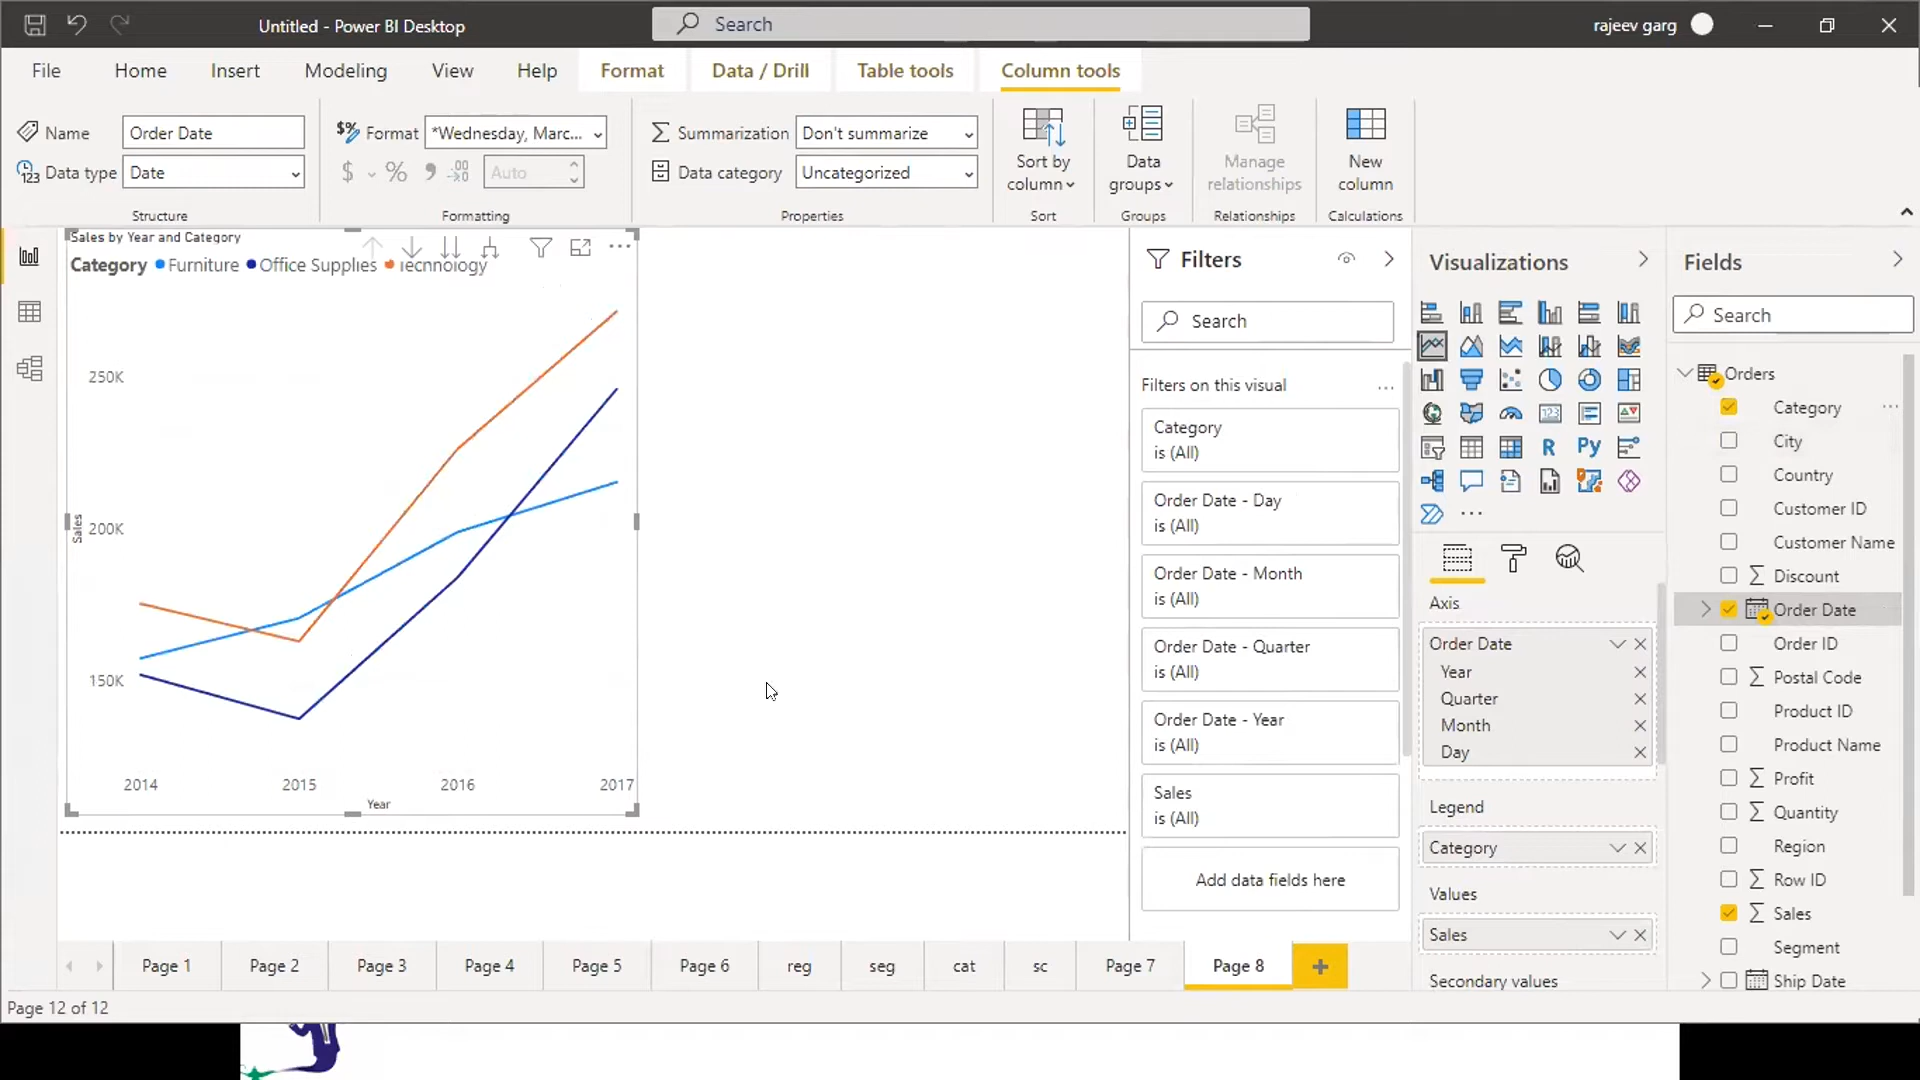 Untitled - Power BI Desktop
Search
rajeev garg
File
Home
Insert
Modeling
View
Help
Format
Data / Drill
Table tools
Column tools
Name
Order Date
Data type
Date
Structure
Format
*Wednesday, Marc...
$
%
Auto
Formatting
Summarization
Don't summarize
Data category
Uncategorized
Properties
Sort by
column
Sort
Data
groups
Groups
Manage
relationships
Relationships
New
column
Calculations
Sales by Year and Category
Category
Furniture
Office Supplies
Technology
250K
200K
150K
Sales
2014
2015
2016
2017
Year
Filters
Search
Filters on this visual
Category
is (All)
Order Date - Day
is (All)
Order Date - Month
is (All)
Order Date - Quarter
is (All)
Order Date - Year
is (All)
Sales
is (All)
Add data fields here
Visualizations
R
Py
Axis
Order Date
Year
Quarter
Month
Day
Legend
Category
Values
Sales
Secondary values
Fields
Search
Orders
Category
City
Country
Customer ID
Customer Name
Discount
Order Date
Order ID
Postal Code
Product ID
Product Name
Profit
Quantity
Region
Row ID
Sales
Segment
Ship Date
Page 1
Page 2
Page 3
Page 4
Page 5
Page 6
reg
seg
cat
sc
Page 7
Page 8
Page 12 of 12